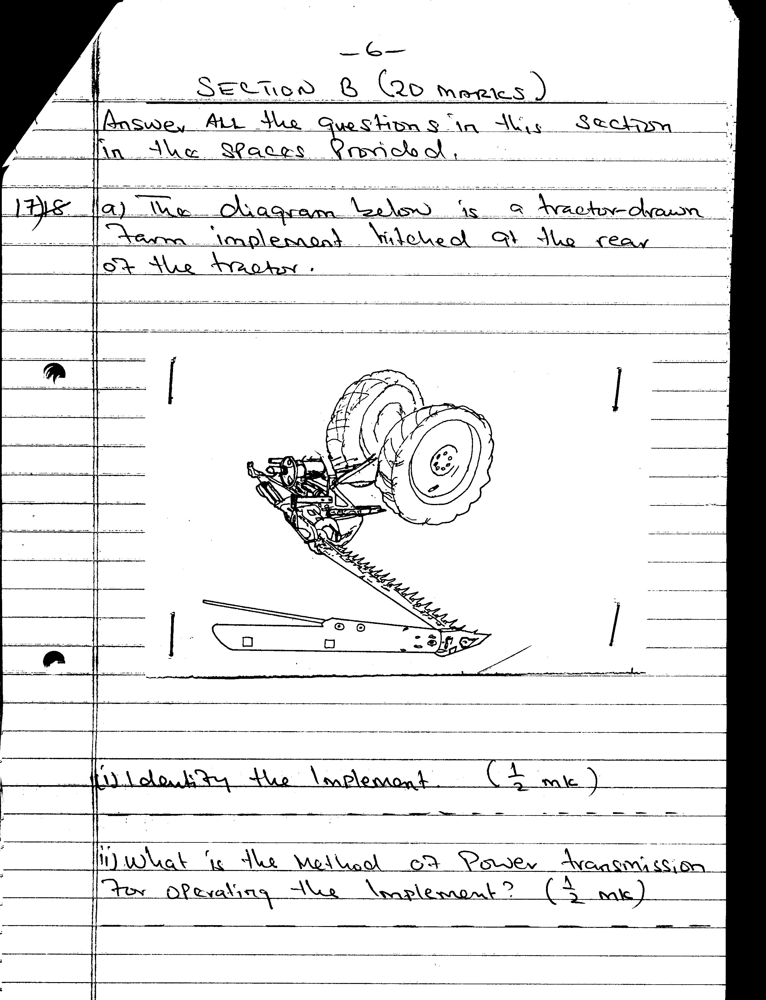 -6-
SECTION B (20 MARKS)
Answer ALL the questions in this section
in the spaces Provided.
17) 18 a) The diagram below is a tractor-drawn
farm implement hitched at the rear
of the tractor.
(i) Identify the Implement. (1/2 mk)
ii) What is the Method of Power transmission
for operating the Implement? (1/2 mk)